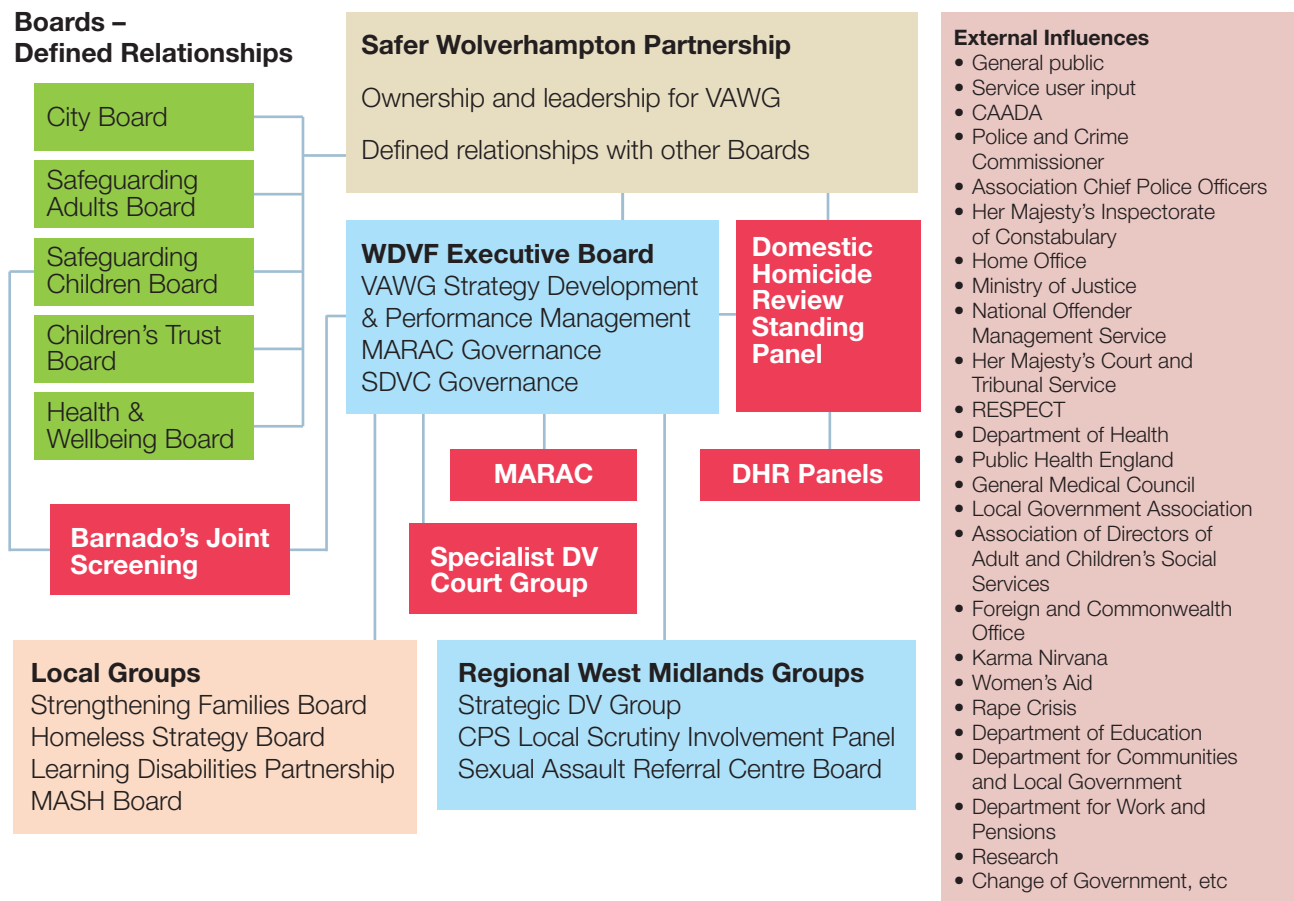 Boards –
Defined Relationships
City Board
Safeguarding
Adults Board
Safeguarding
Children Board
Children's Trust
Board
Health &
Wellbeing Board
Barnado's Joint
Screening
Safer Wolverhampton Partnership
Ownership and leadership for VAWG
Defined relationships with other Boards
WDVF Executive Board
VAWG Strategy Development
& Performance Management
MARAC Governance
SDVC Governance
Domestic
Homicide
Review
Standing
Panel
MARAC
DHR Panels
Specialist DV
Court Group
Local Groups
Strengthening Families Board
Homeless Strategy Board
Learning Disabilities Partnership
MASH Board
Regional West Midlands Groups
Strategic DV Group
CPS Local Scrutiny Involvement Panel
Sexual Assault Referral Centre Board
External Influences
• General public
• Service user input
• CAADA
• Police and Crime
Commissioner
• Association Chief Police Officers
• Her Majesty's Inspectorate
of Constabulary
• Home Office
• Ministry of Justice
• National Offender
Management Service
• Her Majesty's Court and
Tribunal Service
• RESPECT
• Department of Health
• Public Health England
• General Medical Council
• Local Government Association
• Association of Directors of
Adult and Children's Social
Services
• Foreign and Commonwealth
Office
• Karma Nirvana
• Women's Aid
• Rape Crisis
• Department of Education
• Department for Communities
and Local Government
• Department for Work and
Pensions
• Research
• Change of Government, etc